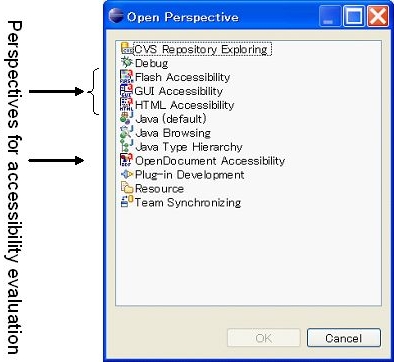 Perspectives for accessibility evaluation
Open Perspective
CVS Repository Exploring
Debug
Flash Accessibility
GUI Accessibility
HTML Accessibility
Java (default)
Java Browsing
Java Type Hierarchy
OpenDocument Accessibility
Plug-in Development
Resource
Team Synchronizing
OK
Cancel